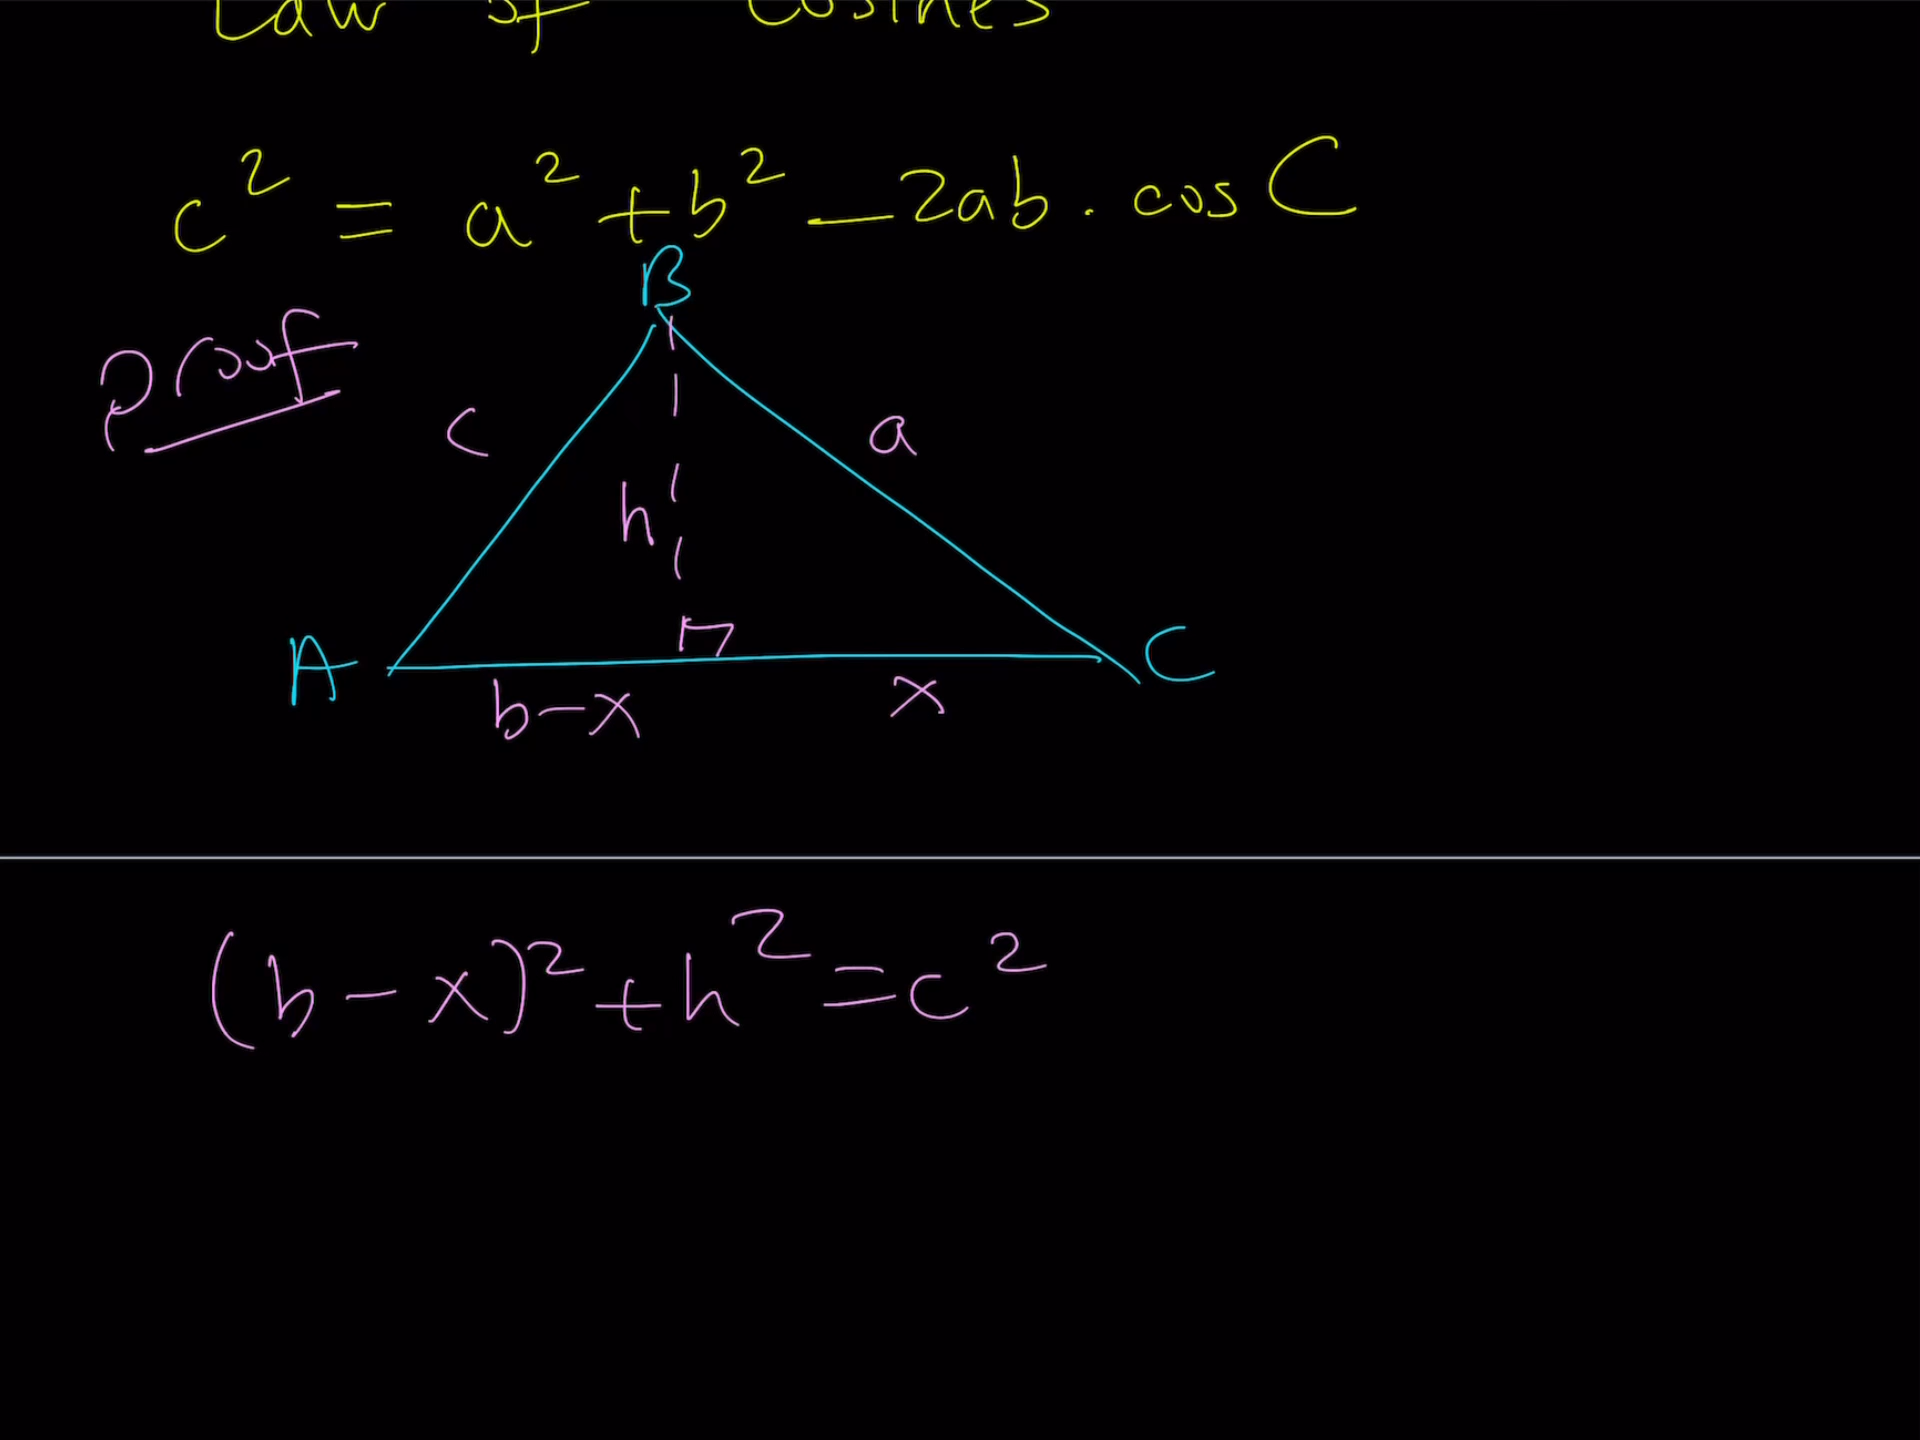 Law of Cosines
c² = a² + b² - 2ab · cos C
B
Proof
c
a
h
A
C
b-x
x
(b-x)² + h² = c²